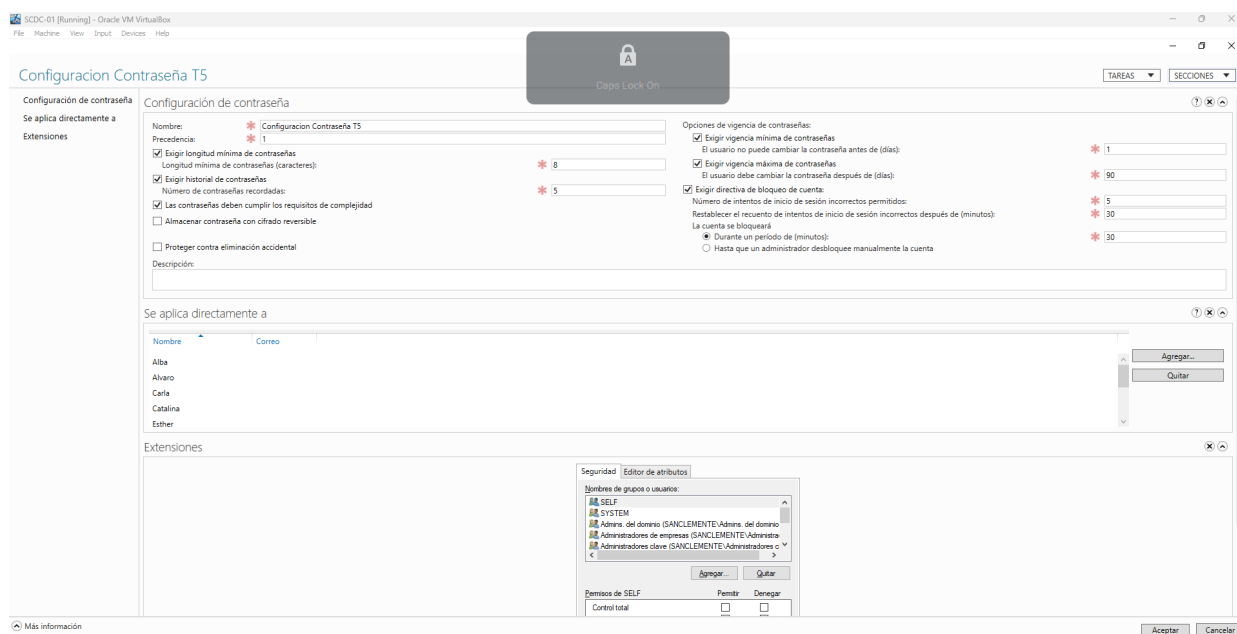 SCDC-01 [Running] - Oracle VM VirtualBox
File Machine View Input Devices Help
Caps Lock On
Configuracion Contraseña T5
TAREAS
SECCIONES
Configuración de contraseña
Se aplica directamente a
Extensiones
Configuración de contraseña
Nombre: * Configuracion Contraseña T5
Precedencia: * 1
Exigir longitud mínima de contraseñas
Longitud mínima de contraseñas (caracteres): * 8
Exigir historial de contraseñas
Número de contraseñas recordadas: * 5
Las contraseñas deben cumplir los requisitos de complejidad
Almacenar contraseña con cifrado reversible
Proteger contra eliminación accidental
Descripción:
Opciones de vigencia de contraseñas:
Exigir vigencia mínima de contraseñas
El usuario no puede cambiar la contraseña antes de (días): * 1
Exigir vigencia máxima de contraseñas
El usuario debe cambiar la contraseña después de (días): * 90
Exigir directiva de bloqueo de cuenta:
Número de intentos de inicio de sesión incorrectos permitidos: * 5
Restablecer el recuento de intentos de inicio de sesión incorrectos después de (minutos): * 30
La cuenta se bloqueará
Durante un período de (minutos): * 30
Hasta que un administrador desbloquee manualmente la cuenta
Se aplica directamente a
Nombre Correo
Alba
Alvaro
Carla
Catalina
Esther
Agregar...
Quitar
Extensiones
Seguridad Editor de atributos
Nombres de grupos o usuarios:
SELF
SYSTEM
Admins. del dominio (SANCLEMENTE\Admins. del dominio
Administradores de empresas (SANCLEMENTE\Administra
Administradores clave (SANCLEMENTE\Administradores c
Agregar... Quitar
Permisos de SELF Permitir Denegar
Control total
Más información
Aceptar Cancelar